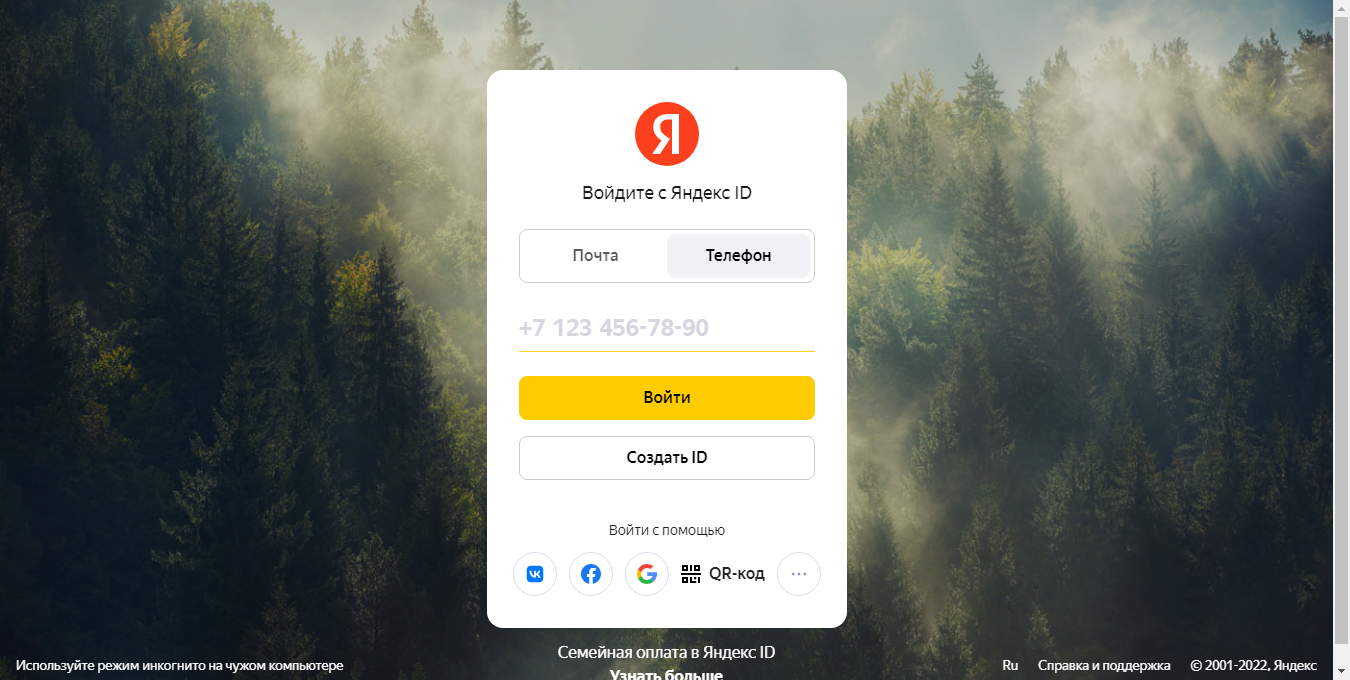 Я
Войдите с Яндекс ID
Почта Телефон
+7 123 456-78-90
Войти
Создать ID
Войти с помощью
QR-код
Семейная оплата в Яндекс ID
Узнать больше
Используйте режим инкогнито на чужом компьютере
Ru Справка и поддержка © 2001-2022, Яндекс